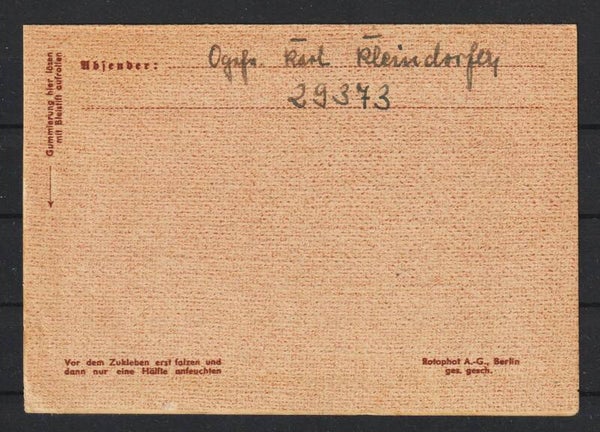 Absender: Ogefr. Karl Kleindorfer,
29373
Gummierung hier lösen
mit Bleistift aufrollen
Vor dem Zukleben erst falzen und
dann nur eine Hälfte anfeuchten
Rotophot A.-G., Berlin
ges. gesch.